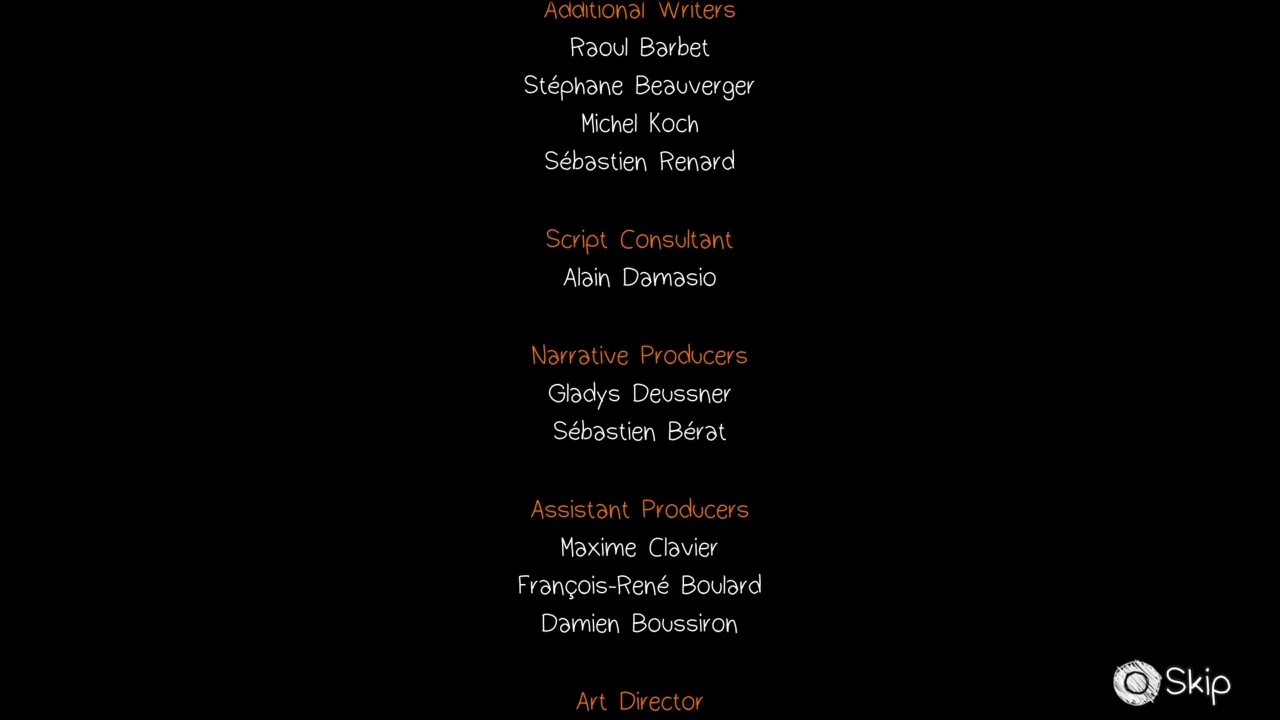 Additional Writers
Raoul Barbet
Stéphane Beauverger
Michel Koch
Sébastien Renard
Script Consultant
Alain Damasio
Narrative Producers
Gladys Deussner
Sébastien Bérat
Assistant Producers
Maxime Clavier
François-René Boulard
Damien Boussiron
Art Director
Skip